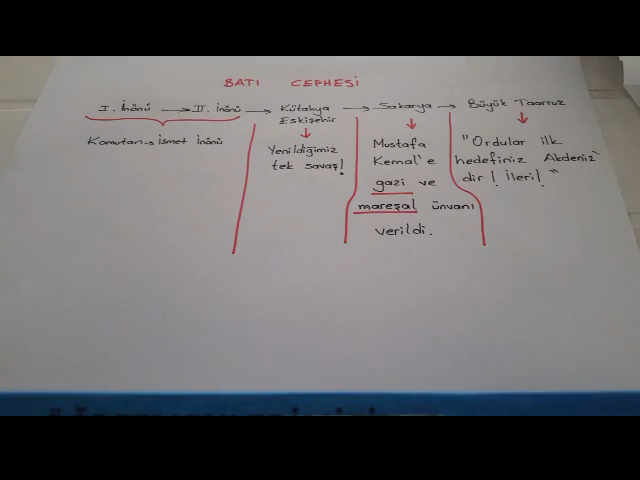 BATI CEPHESİ
I. İnönü → II. İnönü → Kütahya Eskişehir → Sakarya → Büyük Taarruz
Komutan → İsmet İnönü
Yenildiğimiz
tek savaş!
Mustafa
Kemal'e
gazi ve
mareşal ünvanı
verildi.
"Ordular ilk
hedefiniz Akdeniz'
dir! İleri!"